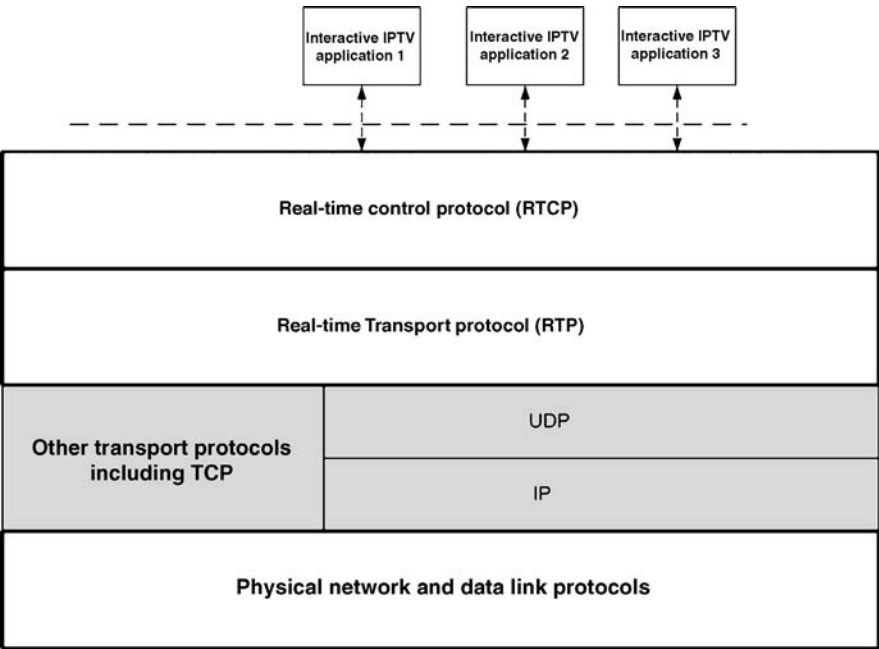 Interactive IPTV
application 1
Interactive IPTV
application 2
Interactive IPTV
application 3
Real-time control protocol (RTCP)
Real-time Transport protocol (RTP)
Other transport protocols
including TCP
UDP
IP
Physical network and data link protocols